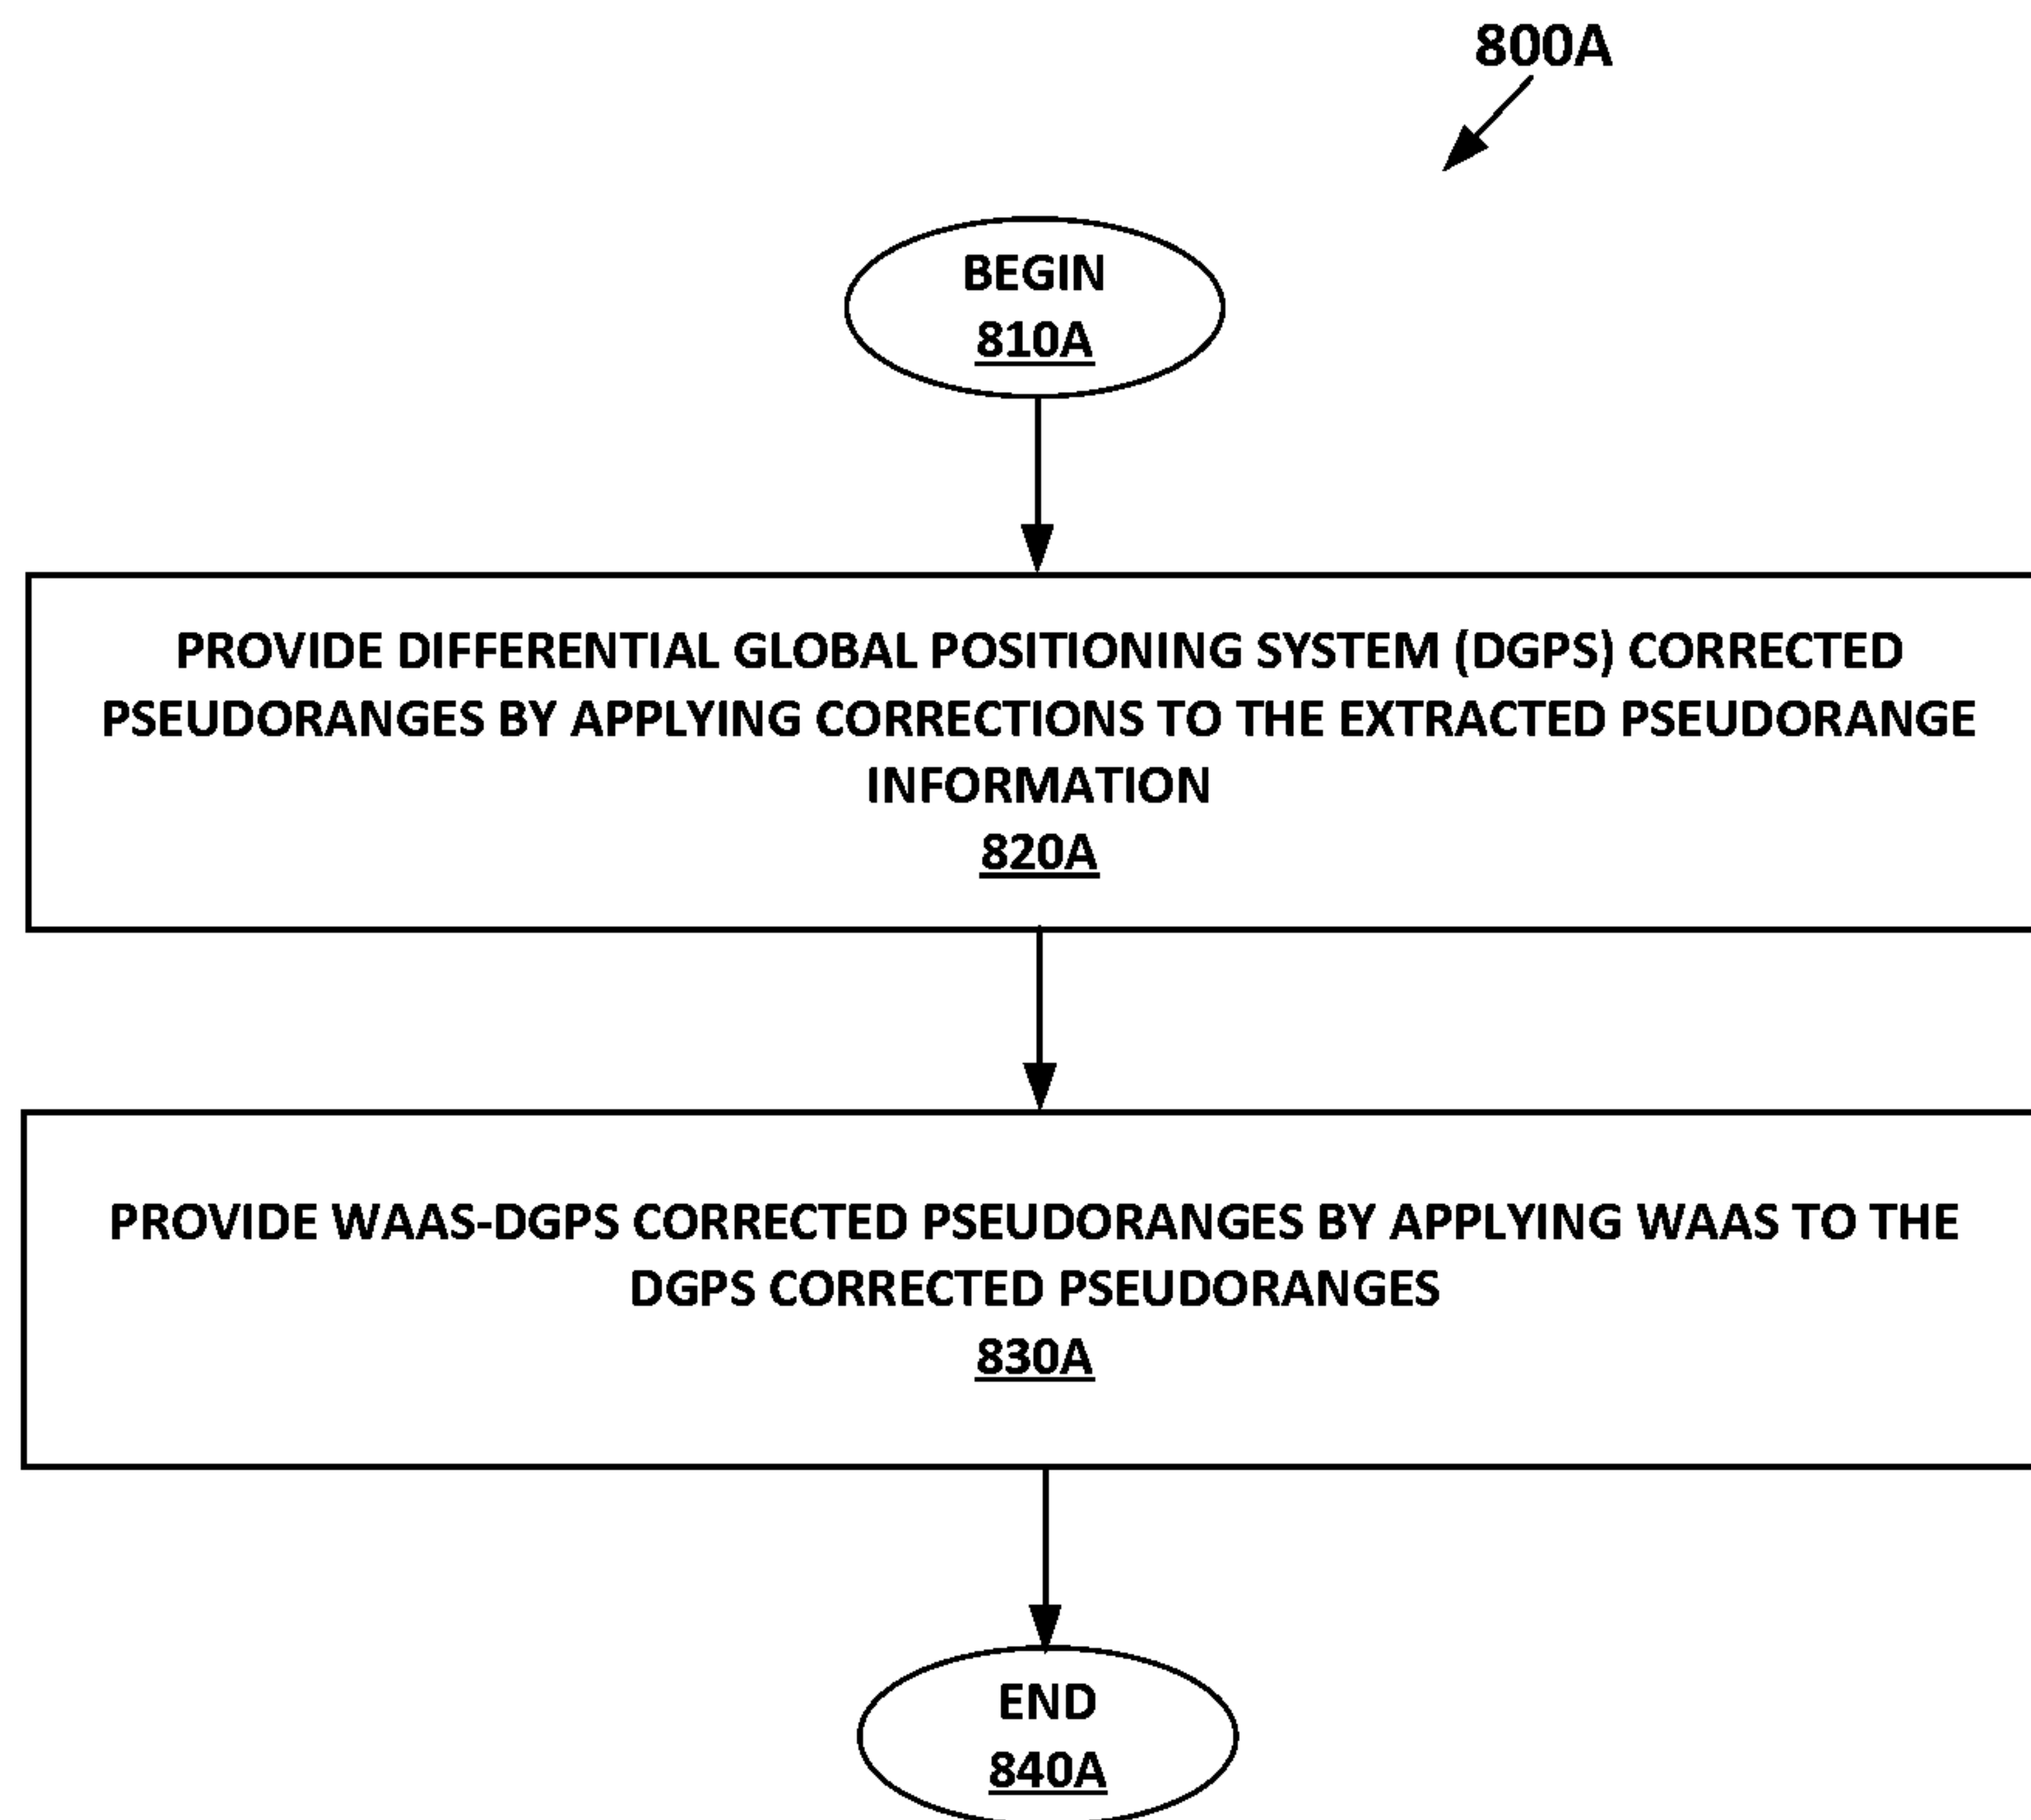 800A
BEGIN
810A
PROVIDE DIFFERENTIAL GLOBAL POSITIONING SYSTEM (DGPS) CORRECTED
PSEUDORANGES BY APPLYING CORRECTIONS TO THE EXTRACTED PSEUDORANGE
INFORMATION
820A
PROVIDE WAAS-DGPS CORRECTED PSEUDORANGES BY APPLYING WAAS TO THE
DGPS CORRECTED PSEUDORANGES
830A
END
840A